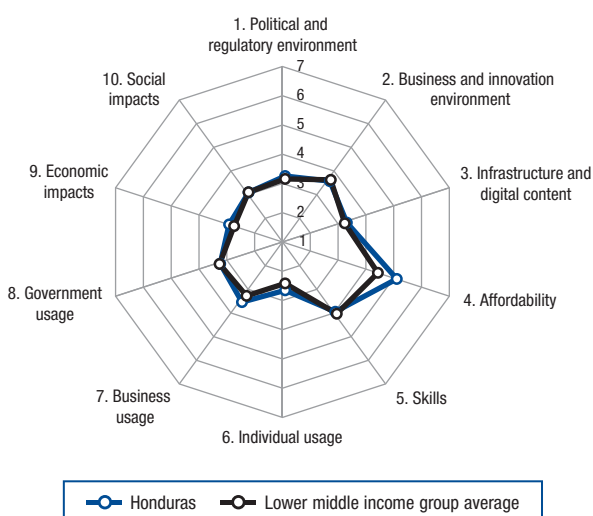 1. Political and
regulatory environment
2. Business and innovation
environment
3. Infrastructure and
digital content
4. Affordability
5. Skills
6. Individual usage
7. Business
usage
8. Government
usage
9. Economic
impacts
10. Social
impacts
7
6
5
4
3
2
1
Honduras
Lower middle income group average